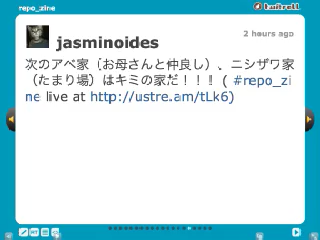 repo_zine
twitrott
2 hours ago
jasminoides
次のアベ家（お母さんと仲良し）、ニシザワ家
（たまり場）はキミの家だ！！！ ( #repo_zi
ne live at http://ustre.am/tLk6)